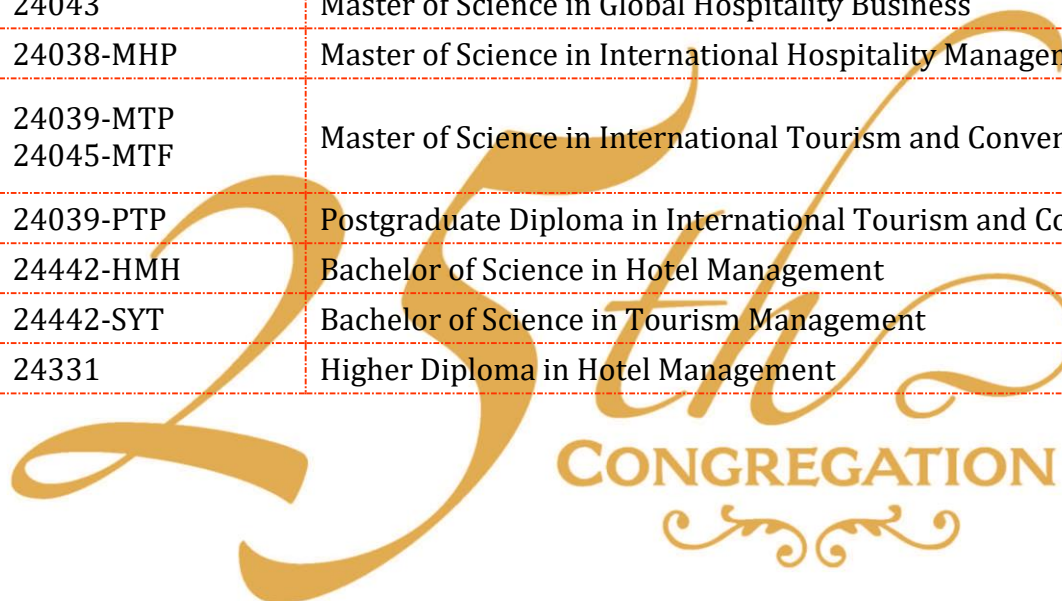 24043 Master of Science in Global Hospitality Business
24038-MHP Master of Science in International Hospitality
24039-MTP
24045-MTF
Master of Science in International Tourism and
24039-PTP Postgraduate Diploma in International Tourism and
24442-HMH Bachelor of Science in Hotel Management
24442-SYT Bachelor of Science in Tourism Management
24331 Higher Diploma in Hotel Management
25th
CONGREGATION